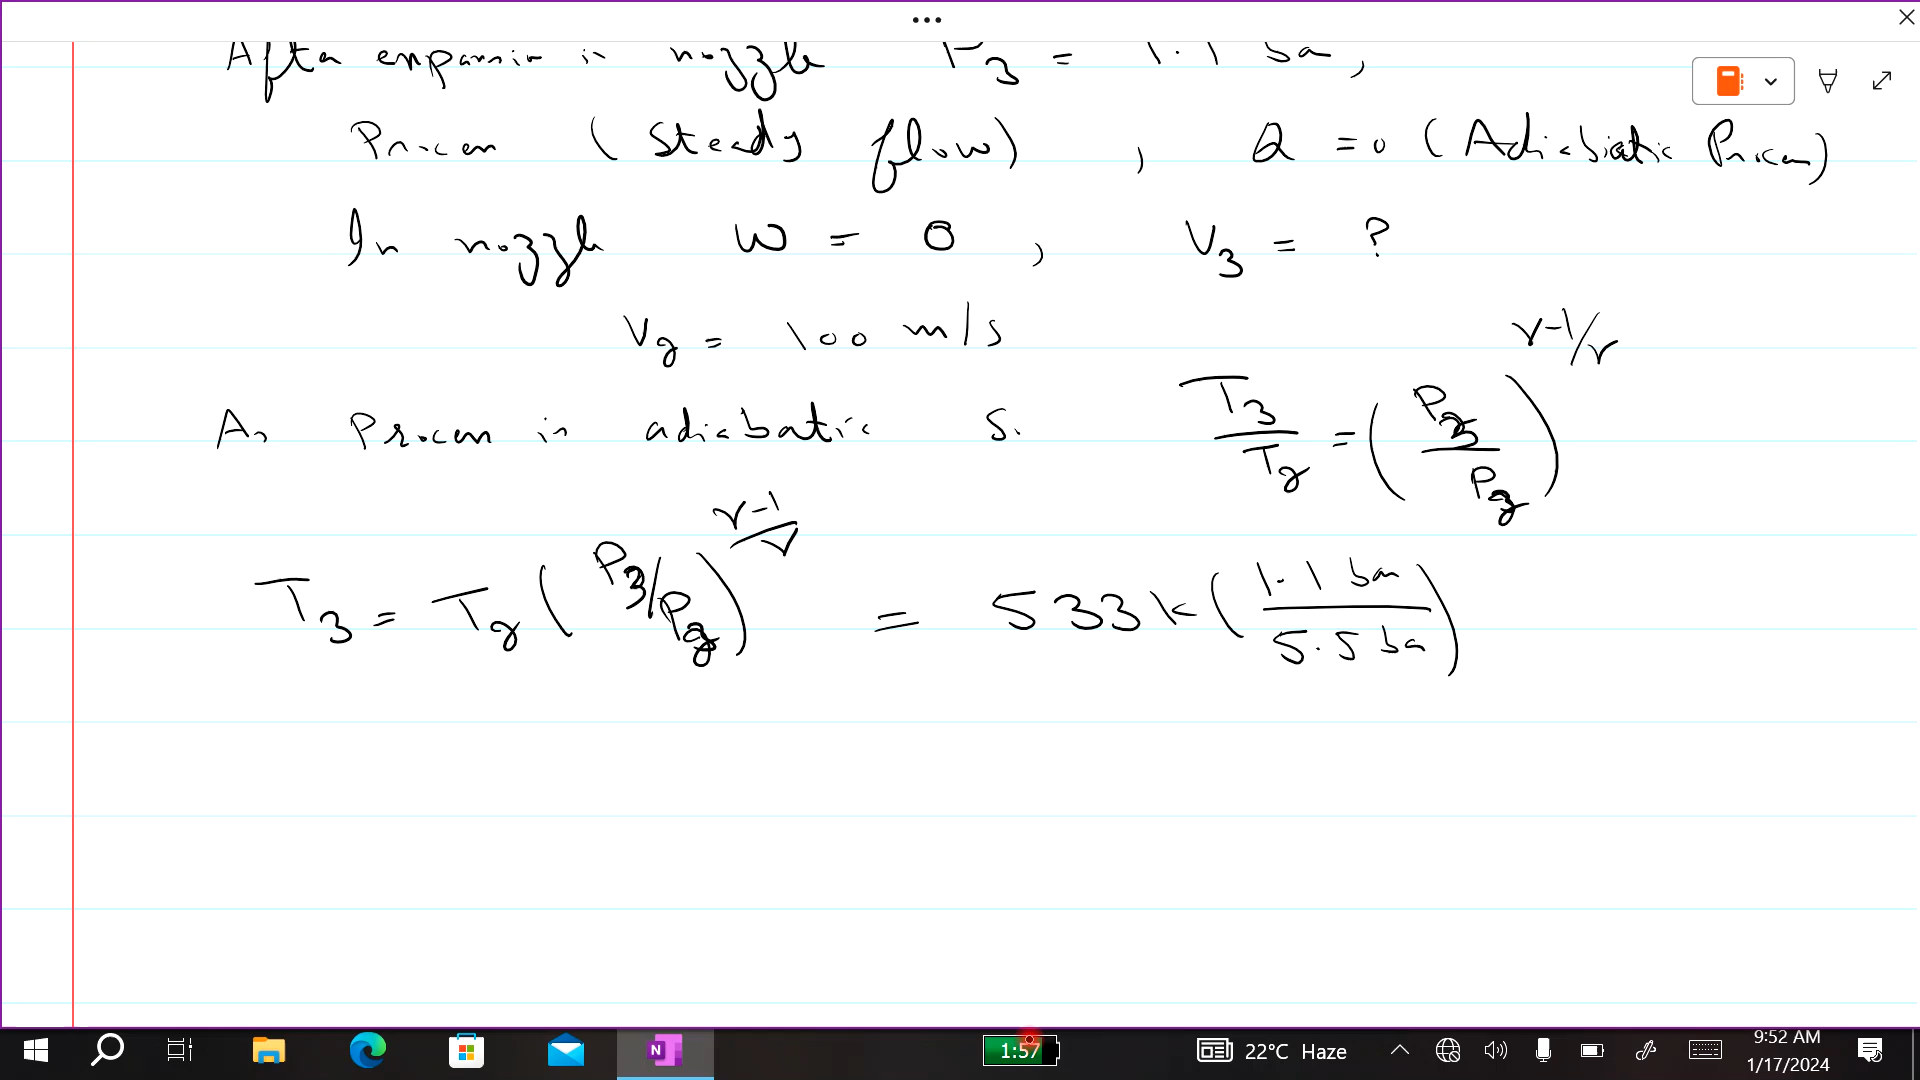 After expansion in nozzle P3 = 1.1 bar,
Process (Steady flow), Q = 0 (Adiabiatic Process)
In nozzle W = 0, V3 = ?
V2 = 100 m/s
As Process is adiabatic So T3/T2 = (P3/P2)^γ-1/γ
T3 = T2 (P3/P2)^γ-1/γ = 533 K (1.1 bar/5.5 bar)
1:57
22°C Haze
9:52 AM
1/17/2024